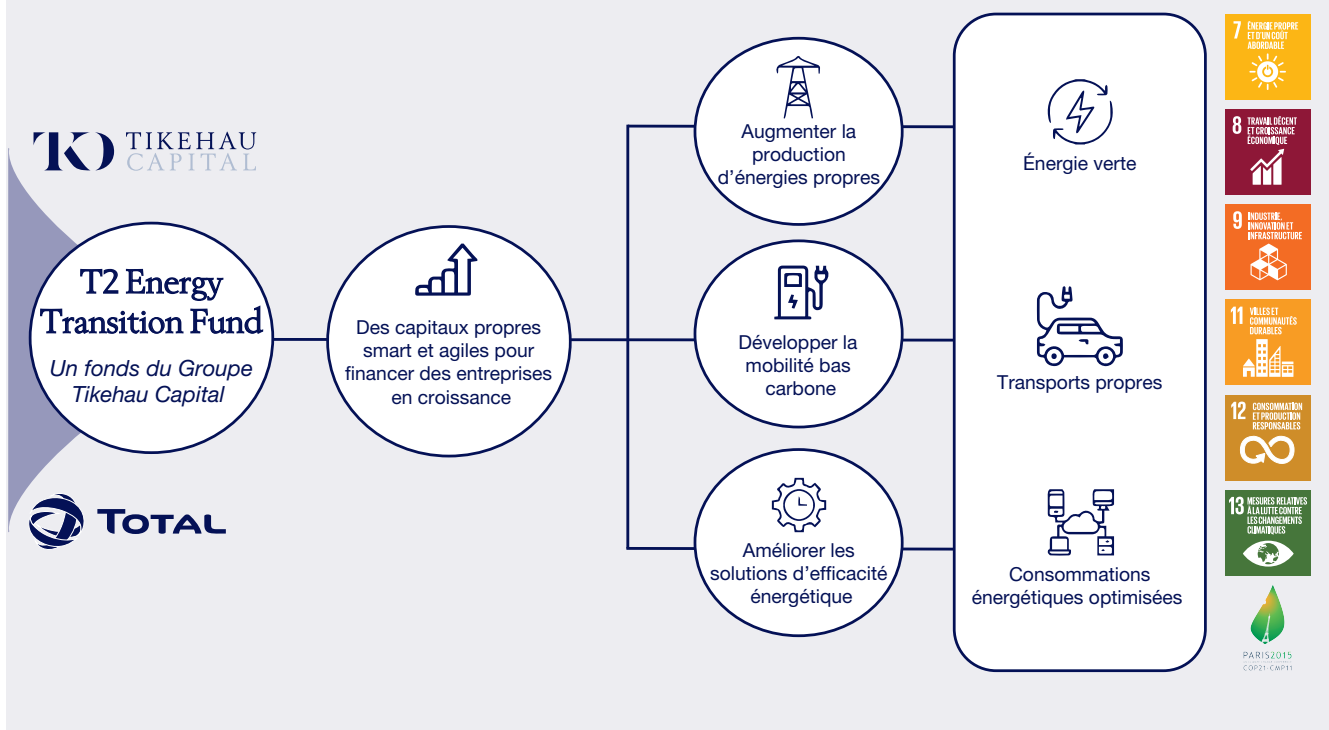 TIKEHAU
CAPITAL
T2 Energy
Transition Fund
Un fonds du Groupe
Tikehau Capital
TOTAL
Des capitaux propres
smart et agiles pour
financer des entreprises
en croissance
Augmenter la
production
d’énergies propres
Développer la
mobilité bas
carbone
Améliorer les
solutions d’efficacité
énergétique
Énergie verte
Transports propres
Consommations
énergétiques optimisées
7 ÉNERGIE PROPRE
ET D'UN COÛT
ABORDABLE
8 TRAVAIL DÉCENT
ET CROISSANCE
ÉCONOMIQUE
9 INDUSTRIE,
INNOVATION ET
INFRASTRUCTURE
11 VILLES ET
COMMUNAUTÉS
DURABLES
12 CONSOMMATION
ET PRODUCTION
RESPONSABLES
13 MESURES RELATIVES
À LA LUTTE CONTRE
LES CHANGEMENTS
CLIMATIQUES
PARIS2015
COP21·CMP11